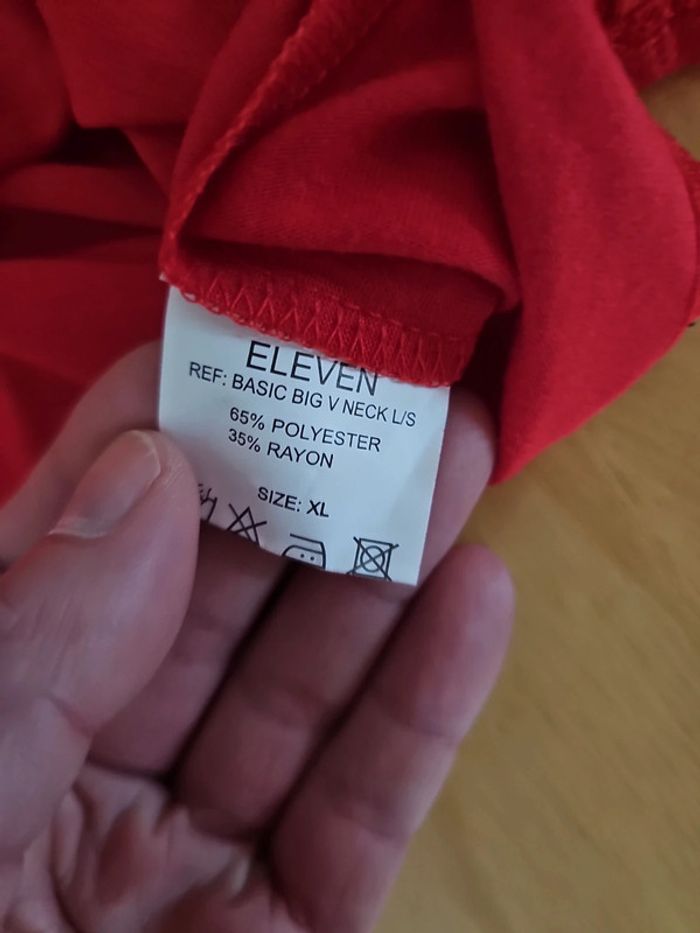 ELEVEN
REF: BASIC BIG V NECK L/S
65% POLYESTER
35% RAYON
SIZE: XL